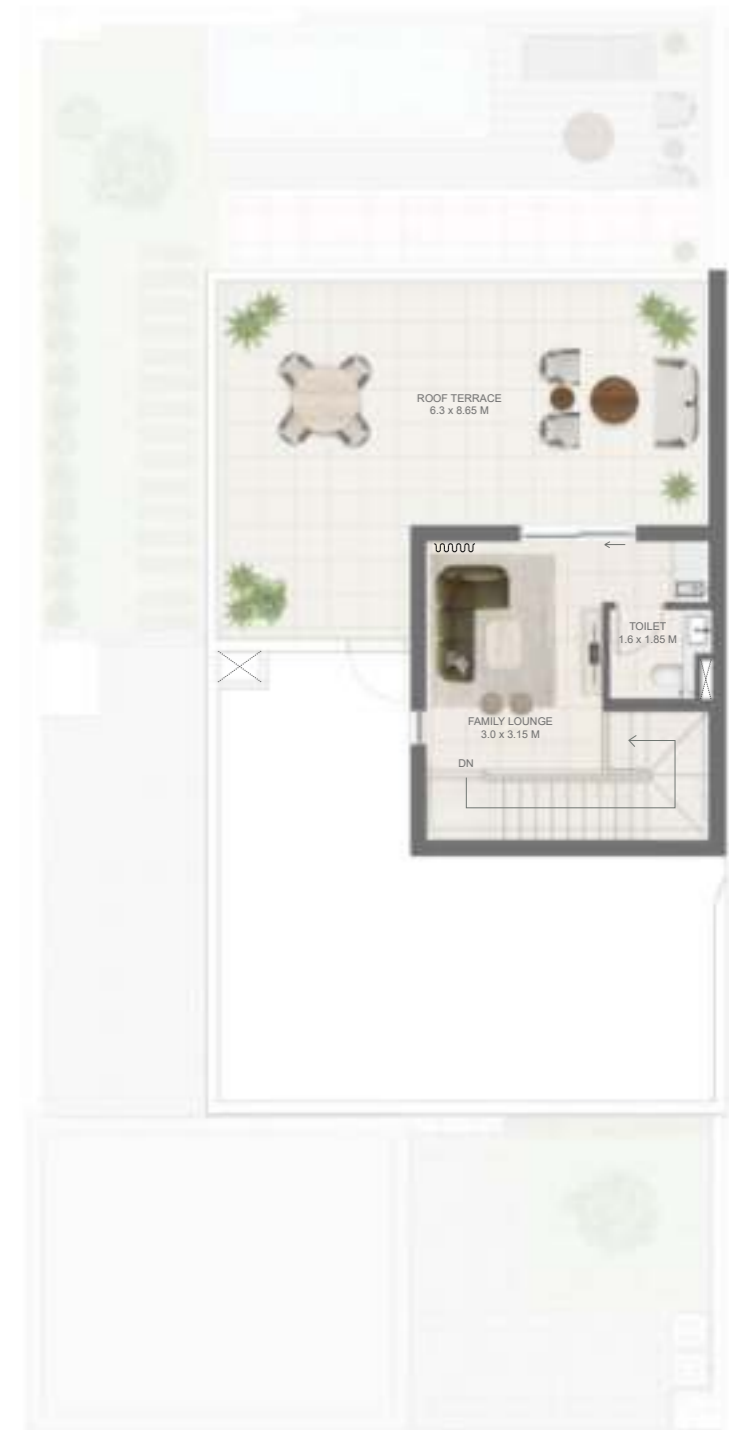 ROOF TERRACE
6.3 x 8.65 M
TOILET
1.6 x 1.85 M
FAMILY LOUNGE
3.0 x 3.15 M
DN